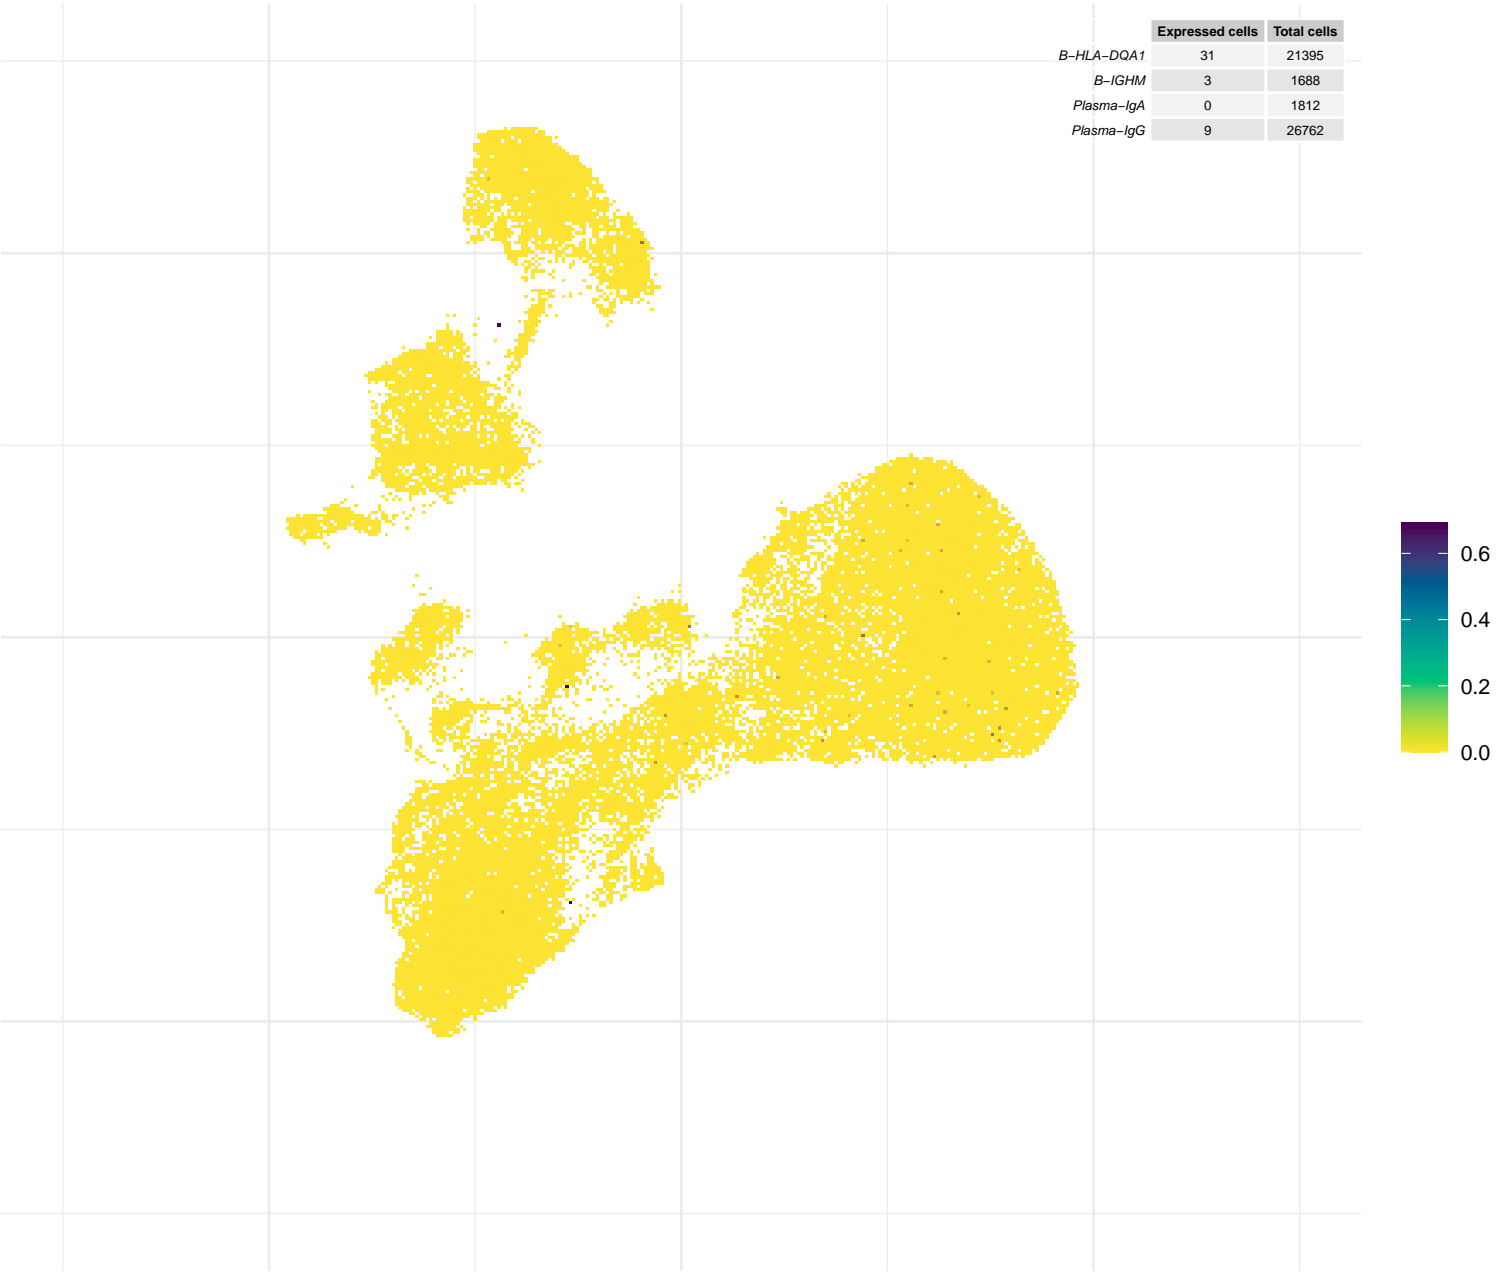 Expressed cells Total cells
B−HLA−DQA1 31 21395
B−IGHM 3 1688
Plasma−IgA 0 1812
Plasma−IgG 9 26762
0.6
0.4
0.2
0.0